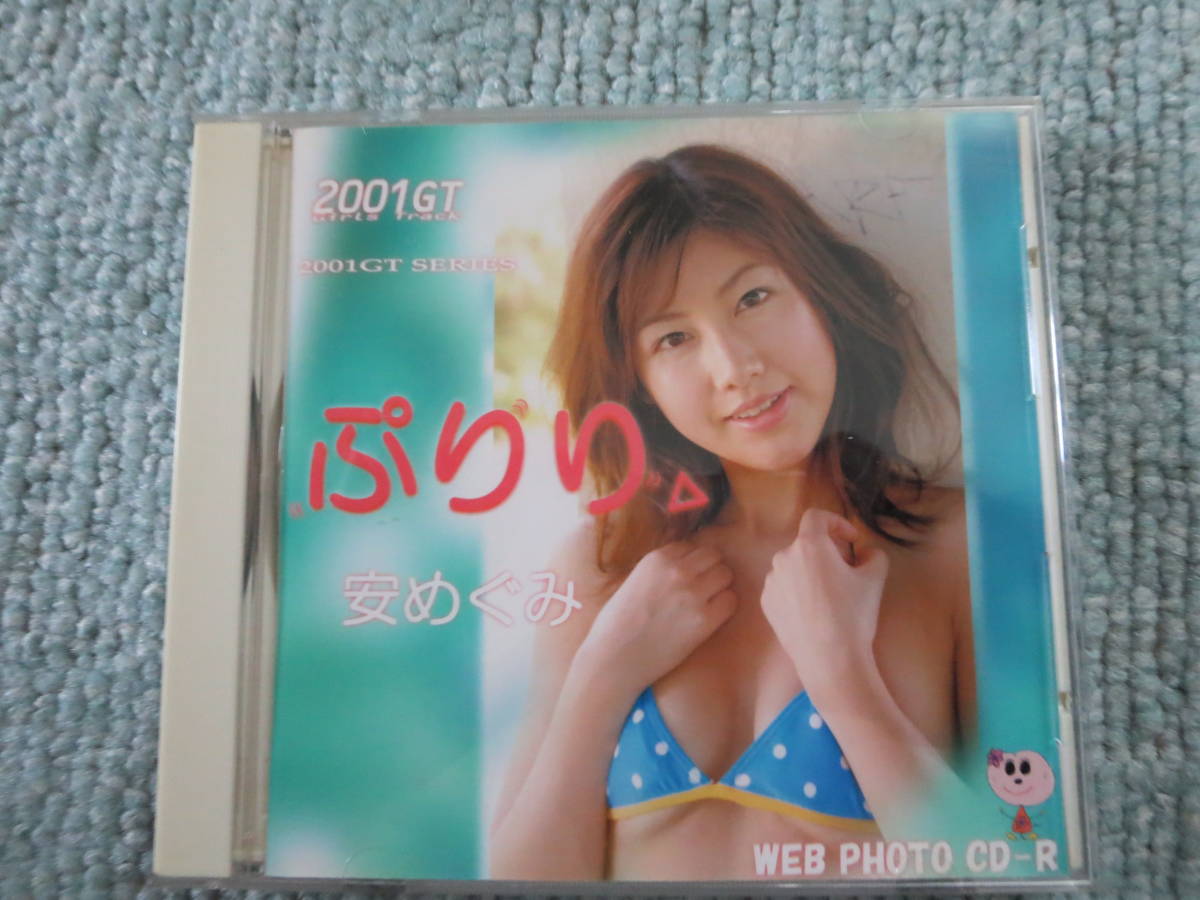 2001GT
Girls Track
2001GT SERIES
"ぷりり"△
安めぐみ
WEB PHOTO CD-R